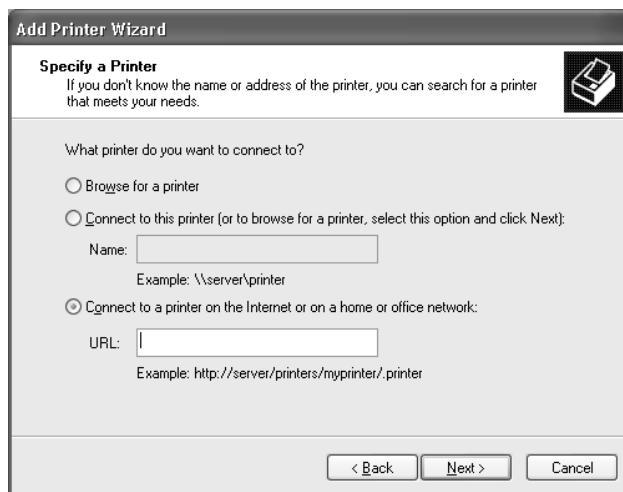 Add Printer Wizard
Specify a Printer
If you don't know the name or address of the printer, you can search for a printer
that meets your needs.
What printer do you want to connect to?
Browse for a printer
Connect to this printer (or to browse for a printer, select this option and click Next):
Name:
Example: \\server\printer
Connect to a printer on the Internet or on a home or office network:
URL:
Example: http://server/printers/myprinter/.printer
< Back Next > Cancel